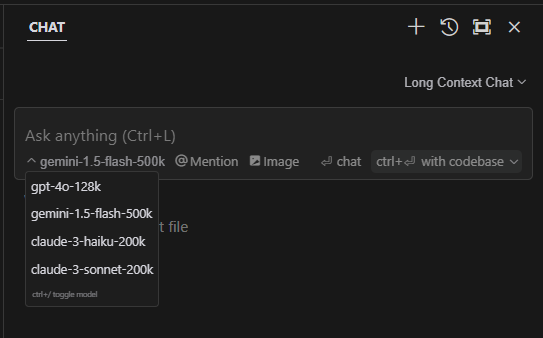 CHAT
Long Context Chat
Ask anything (Ctrl+L)
gemini-1.5-flash-500k @ Mention Image ⏎ chat ctrl+⏎ with codebase
gpt-4o-128k
gemini-1.5-flash-500k
t file
claude-3-haiku-200k
claude-3-sonnet-200k
ctrl+/ toggle model